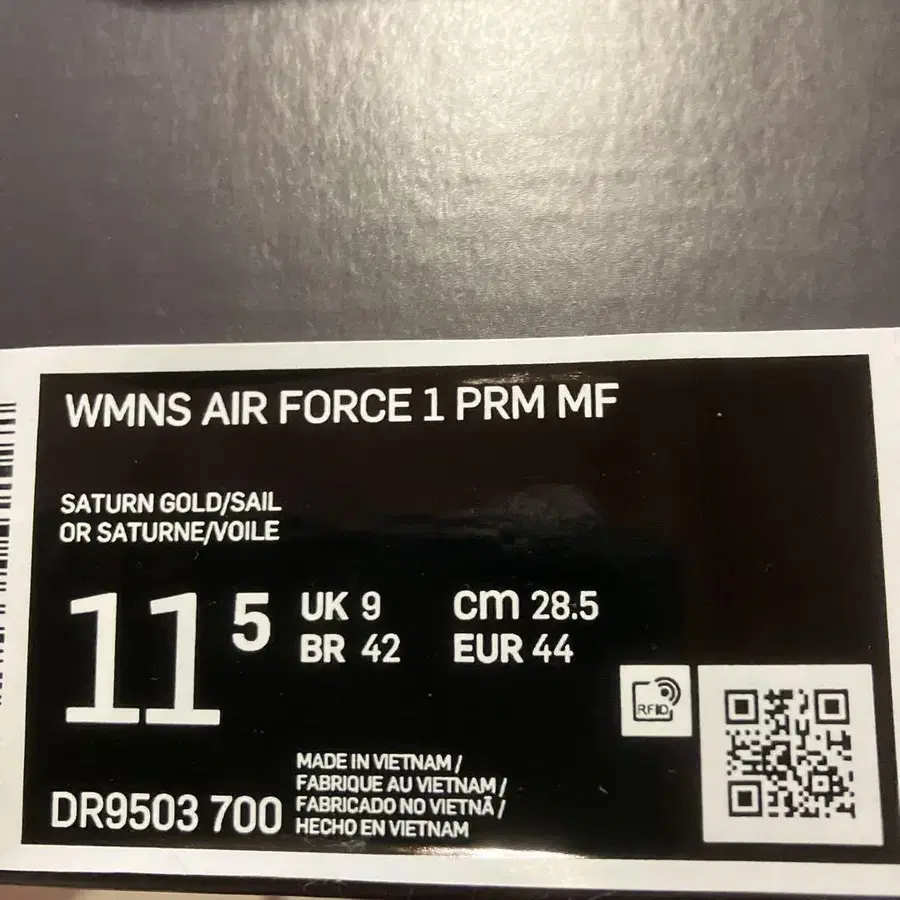 WMNS AIR FORCE 1 PRM MF
SATURN GOLD/SAIL
OR SATURNE/VOILE
11 5
UK 9 cm 28.5
BR 42 EUR 44
RFID
MADE IN VIETNAM /
FABRIQUE AU VIETNAM /
FABRICADO NO VIETNÃ /
HECHO EN VIETNAM
DR9503 700